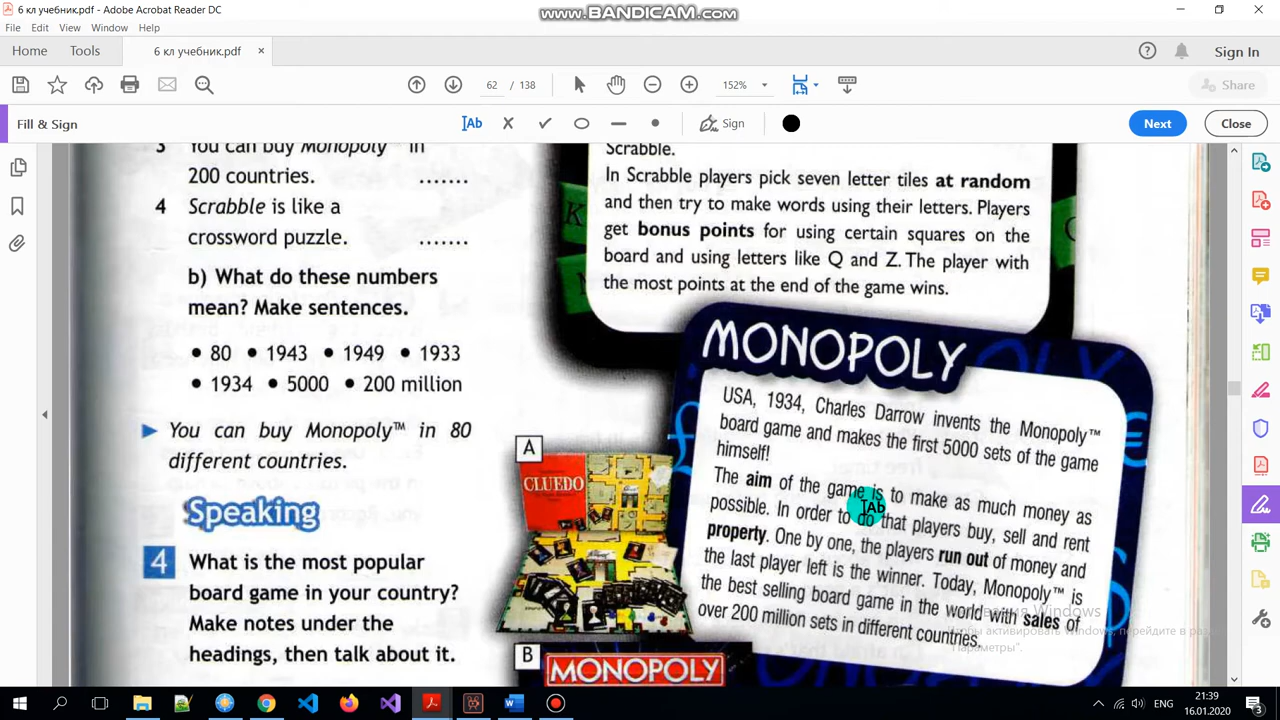 6 кл учебник.pdf - Adobe Acrobat Reader DC
www.BANDICAM.com
File Edit View Window Help
Home Tools 6 кл учебник.pdf × Sign In
62 / 138 152% Share
Fill & Sign Ab Sign Next Close
3 You can buy Monopoly™ in
200 countries. .......
4 Scrabble is like a
crossword puzzle. .......
b) What do these numbers
mean? Make sentences.
• 80 • 1943 • 1949 • 1933
• 1934 • 5000 • 200 million
You can buy Monopoly™ in 80
different countries.
Speaking
4 What is the most popular
board game in your country?
Make notes under the
headings, then talk about it.
Scrabble.
In Scrabble players pick seven letter tiles at random
and then try to make words using their letters. Players
get bonus points for using certain squares on the
board and using letters like Q and Z. The player with
the most points at the end of the game wins.
MONOPOLY
USA, 1934, Charles Darrow invents the Monopoly™
board game and makes the first 5000 sets of the game
himself!
The aim of the game is to make as much money as
possible. In order to do that players buy, sell and rent
property. One by one, the players run out of money and
the last player left is the winner. Today, Monopoly™ is
the best selling board game in the world with sales of
over 200 million sets in different countries.
A
CLUEDO
B
MONOPOLY
Windows
Чтобы активировать Windows, перейдите в раз
"Параметры".
ENG
21:39
16.01.2020
3